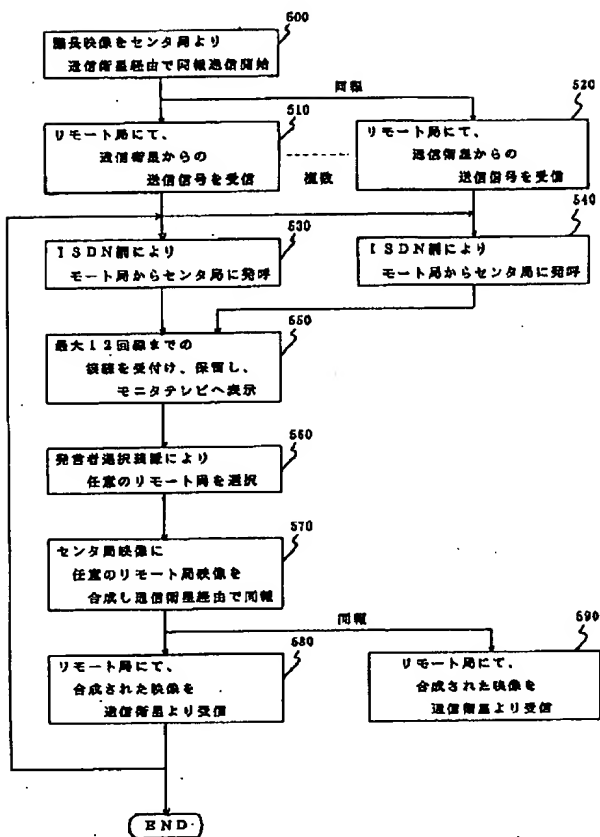 500
議長映像をセンタ局より
通信衛星経由で同報送信開始
同報
510
リモート局にて、
通信衛星からの
送信信号を受信
複数
520
リモート局にて、
通信衛星からの
送信信号を受信
530
ISDN網により
モート局からセンタ局に発呼
540
ISDN網により
モート局からセンタ局に発呼
550
最大12回線までの
接続を受付け、保留し、
モニタテレビへ表示
560
発言者選択装置により
任意のリモート局を選択
570
センタ局映像に
任意のリモート局映像を
合成し通信衛星経由で同報
同報
580
リモート局にて、
合成された映像を
通信衛星より受信
590
リモート局にて、
合成された映像を
通信衛星より受信
END